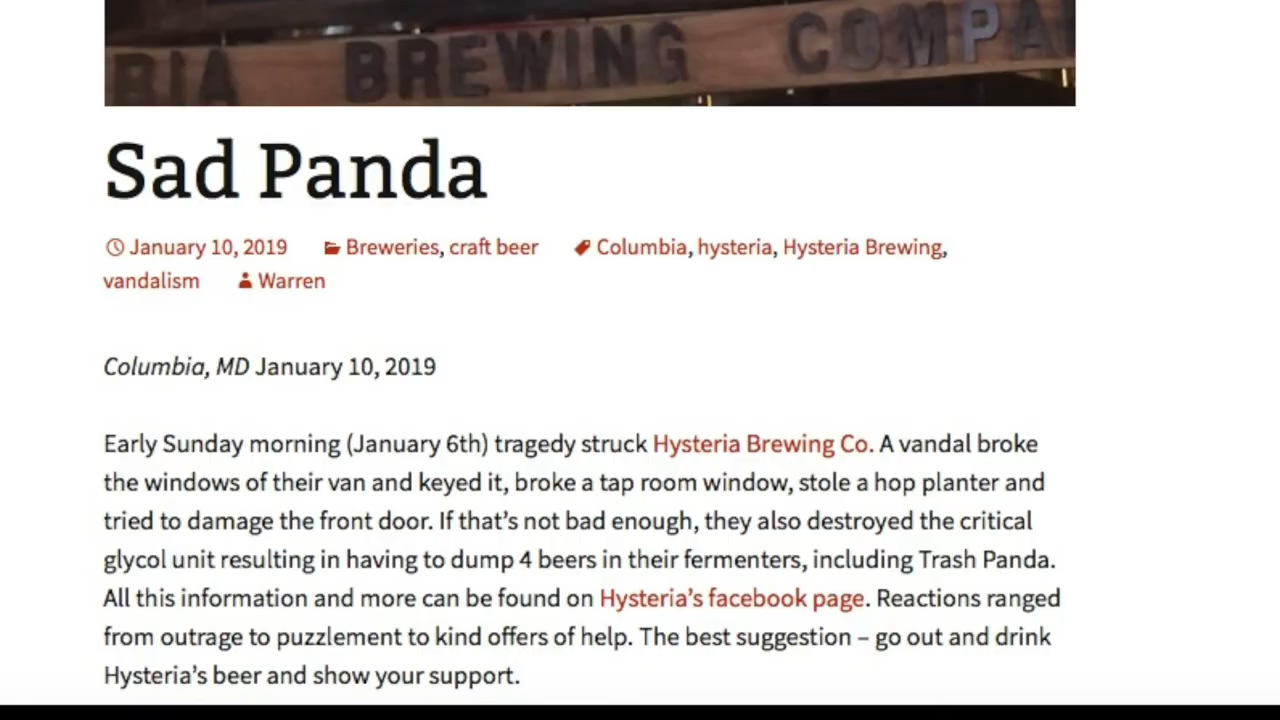 RIA BREWING COMPA
Sad Panda
January 10, 2019 Breweries, craft beer Columbia, hysteria, Hysteria Brewing,
vandalism Warren
Columbia, MD January 10, 2019
Early Sunday morning (January 6th) tragedy struck Hysteria Brewing Co. A vandal broke
the windows of their van and keyed it, broke a tap room window, stole a hop planter and
tried to damage the front door. If that’s not bad enough, they also destroyed the critical
glycol unit resulting in having to dump 4 beers in their fermenters, including Trash Panda.
All this information and more can be found on Hysteria’s facebook page. Reactions ranged
from outrage to puzzlement to kind offers of help. The best suggestion – go out and drink
Hysteria’s beer and show your support.